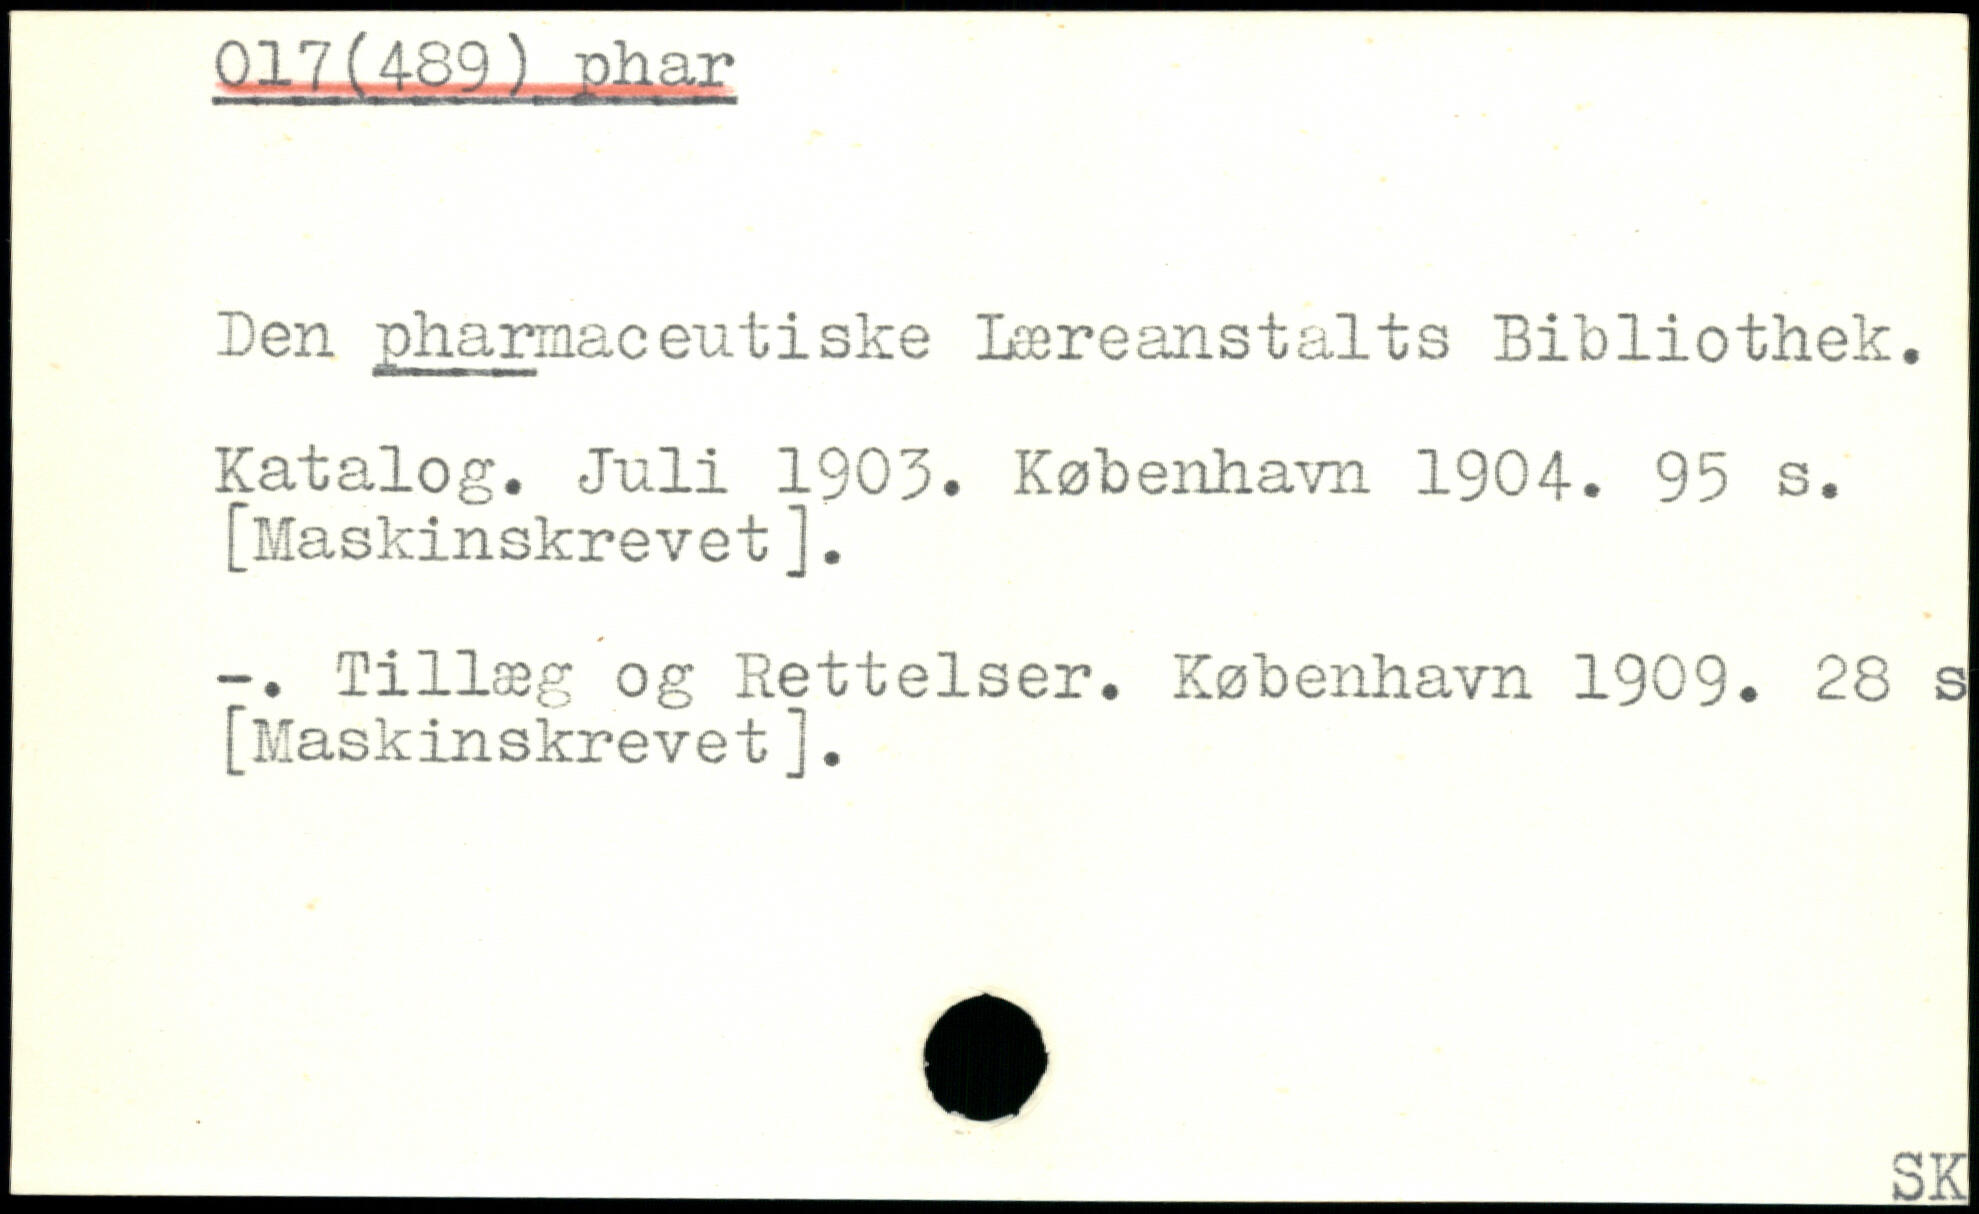 017(489) phar
Den pharmaceutiske Læreanstalts Bibliothek.
Katalog. Juli 1903. København 1904. 95 s.
[Maskinskrevet].
-. Tillæg og Rettelser. København 1909. 28 s
[Maskinskrevet].
SK